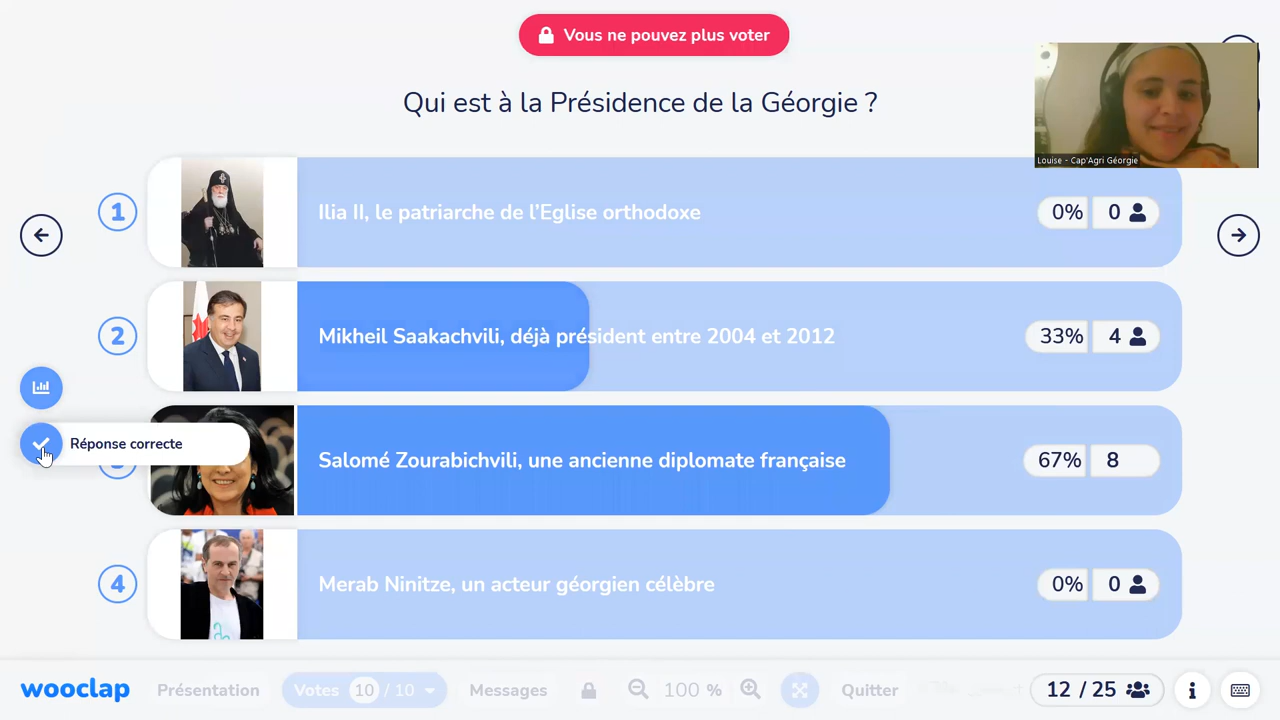 Vous ne pouvez plus voter
Qui est à la Présidence de la Géorgie ?
Louise - Cap'Agri Géorgie
1
Ilia II, le patriarche de l'Eglise orthodoxe
0% 0
2
Mikheil Saakachvili, déjà président entre 2004 et 2012
33% 4
Réponse correcte
Salomé Zourabichvili, une ancienne diplomate française
67% 8
4
Merab Ninitze, un acteur géorgien célèbre
0% 0
wooclap Présentation Votes 10 / 10 Messages 100 % Quitter 12 / 25